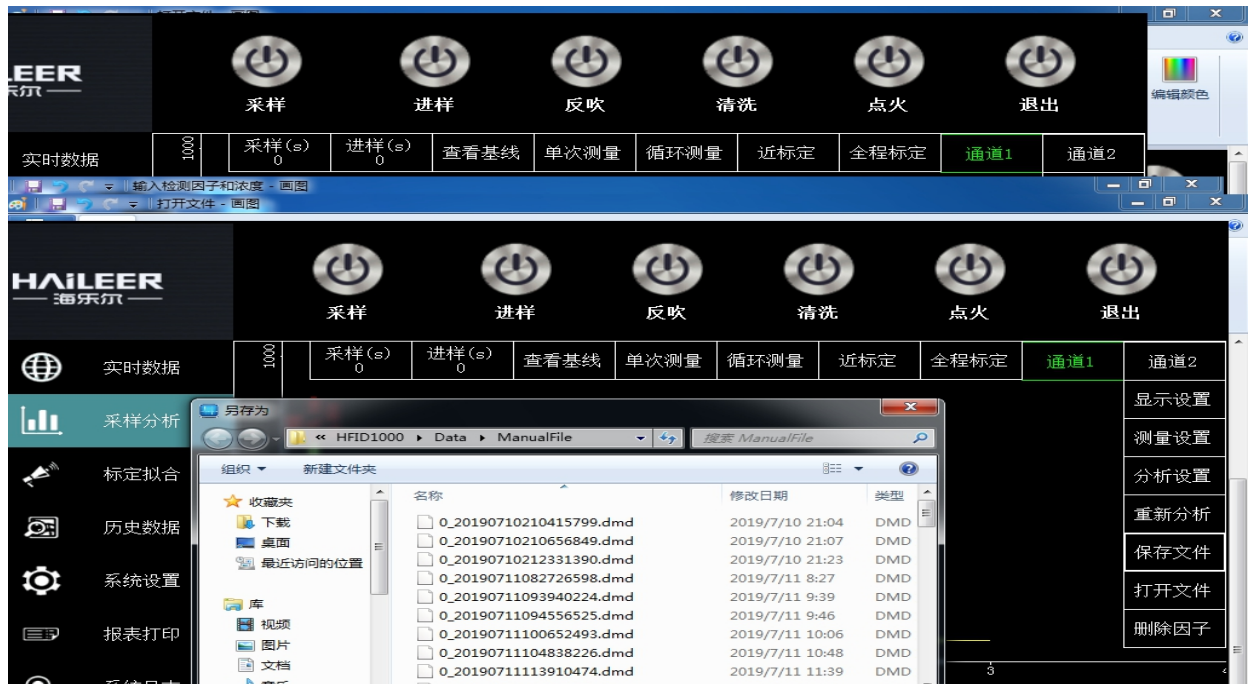 打开文件 - 画图
EER
乐尔
采样 进样 反吹 清洗 点火 退出
编辑颜色
实时数据 1000 采样(s) 0 进样(s) 0 查看基线 单次测量 循环测量 近标定 全程标定 通道1 通道2
输入检测因子和浓度 - 画图
打开文件 - 画图
HAiLEER
海乐尔
采样 进样 反吹 清洗 点火 退出
实时数据 1000 采样(s) 0 进样(s) 0 查看基线 单次测量 循环测量 近标定 全程标定 通道1 通道2
采样分析
标定拟合
历史数据
系统设置
报表打印
系统日志
显示设置
测量设置
分析设置
重新分析
保存文件
打开文件
删除因子
另存为
« HFID1000 ▸ Data ▸ ManualFile 搜索 ManualFile
组织 新建文件夹
收藏夹
下载
桌面
最近访问的位置
库
视频
图片
文档
音乐
名称 修改日期 类型
0_20190710210415799.dmd 2019/7/10 21:04 DMD
0_20190710210656849.dmd 2019/7/10 21:07 DMD
0_20190710212331390.dmd 2019/7/10 21:23 DMD
0_20190711082726598.dmd 2019/7/11 8:27 DMD
0_20190711093940224.dmd 2019/7/11 9:39 DMD
0_20190711094556525.dmd 2019/7/11 9:46 DMD
0_20190711100652493.dmd 2019/7/11 10:06 DMD
0_20190711104838226.dmd 2019/7/11 10:48 DMD
0_20190711113910474.dmd 2019/7/11 11:39 DMD
3